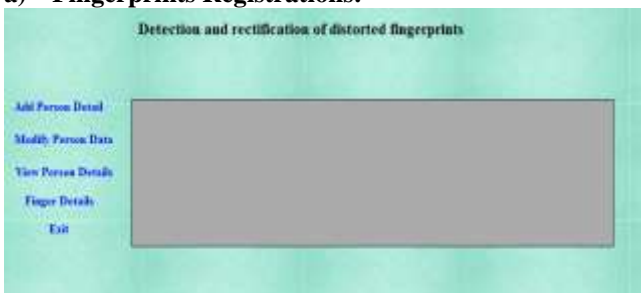 a) Fingerprints Registrations:
Detection and rectification of distorted fingerprints
Add Person Detail
Modify Person Data
View Person Details
Finger Details
Exit